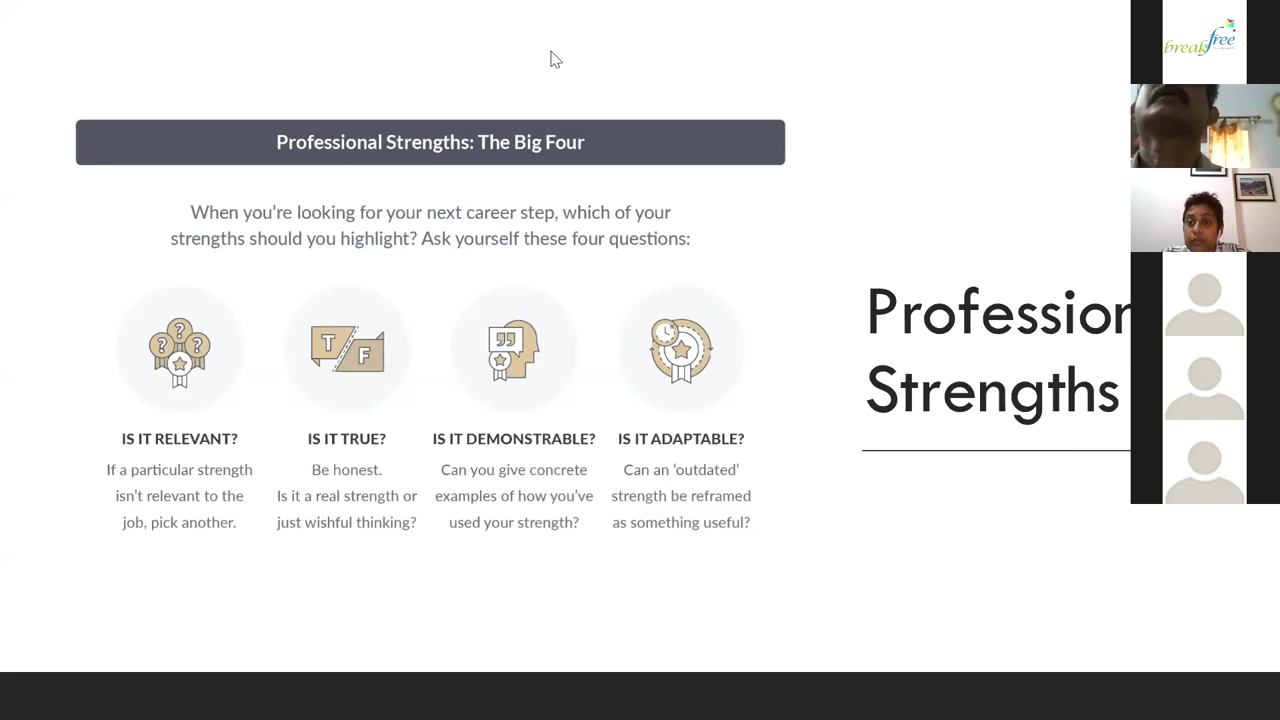 Professional Strengths: The Big Four
When you’re looking for your next career step, which of your
strengths should you highlight? Ask yourself these four questions:
? ? ?
T F
IS IT RELEVANT?
If a particular strength
isn’t relevant to the
job, pick another.
IS IT TRUE?
Be honest.
Is it a real strength or
just wishful thinking?
IS IT DEMONSTRABLE?
Can you give concrete
examples of how you’ve
used your strength?
IS IT ADAPTABLE?
Can an ‘outdated’
strength be reframed
as something useful?
Profession
Strengths
breakfree